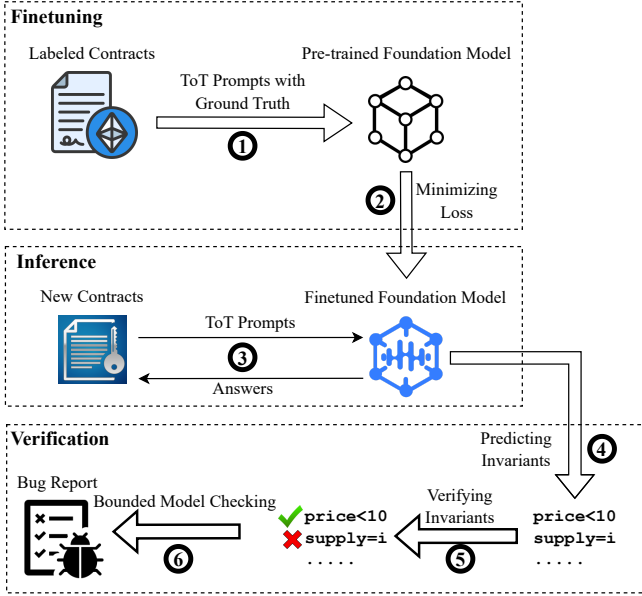 Finetuning
Labeled Contracts
Pre-trained Foundation Model
ToT Prompts with
Ground Truth
1
2
Minimizing
Loss
Inference
New Contracts
Finetuned Foundation Model
ToT Prompts
3
Answers
Verification
Predicting
Invariants
4
Bug Report
Bounded Model Checking
Verifying
Invariants
price<10
supply=i
.....
price<10
supply=i
.....
6
5